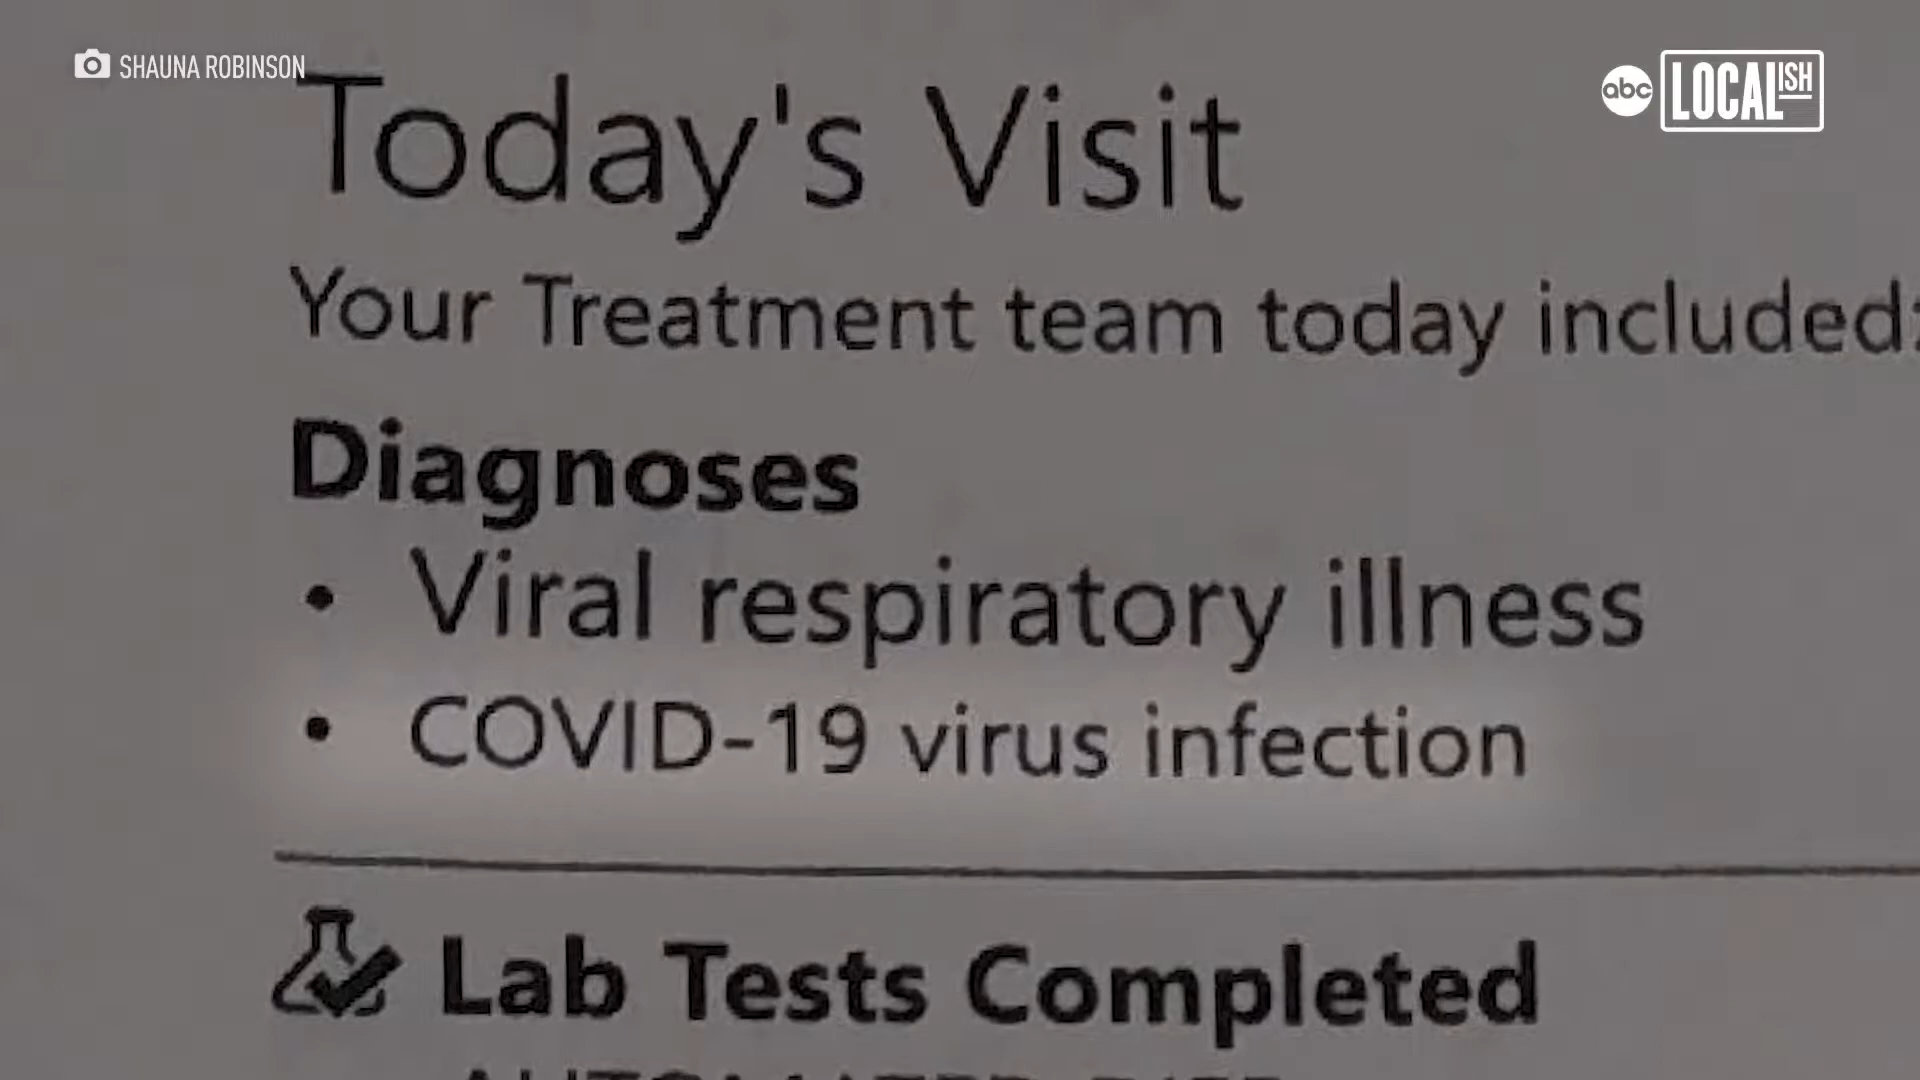 SHAUNA ROBINSON
abc LOCALISH
Today's Visit
Your Treatment team today included:
Diagnoses
• Viral respiratory illness
• COVID-19 virus infection
Lab Tests Completed